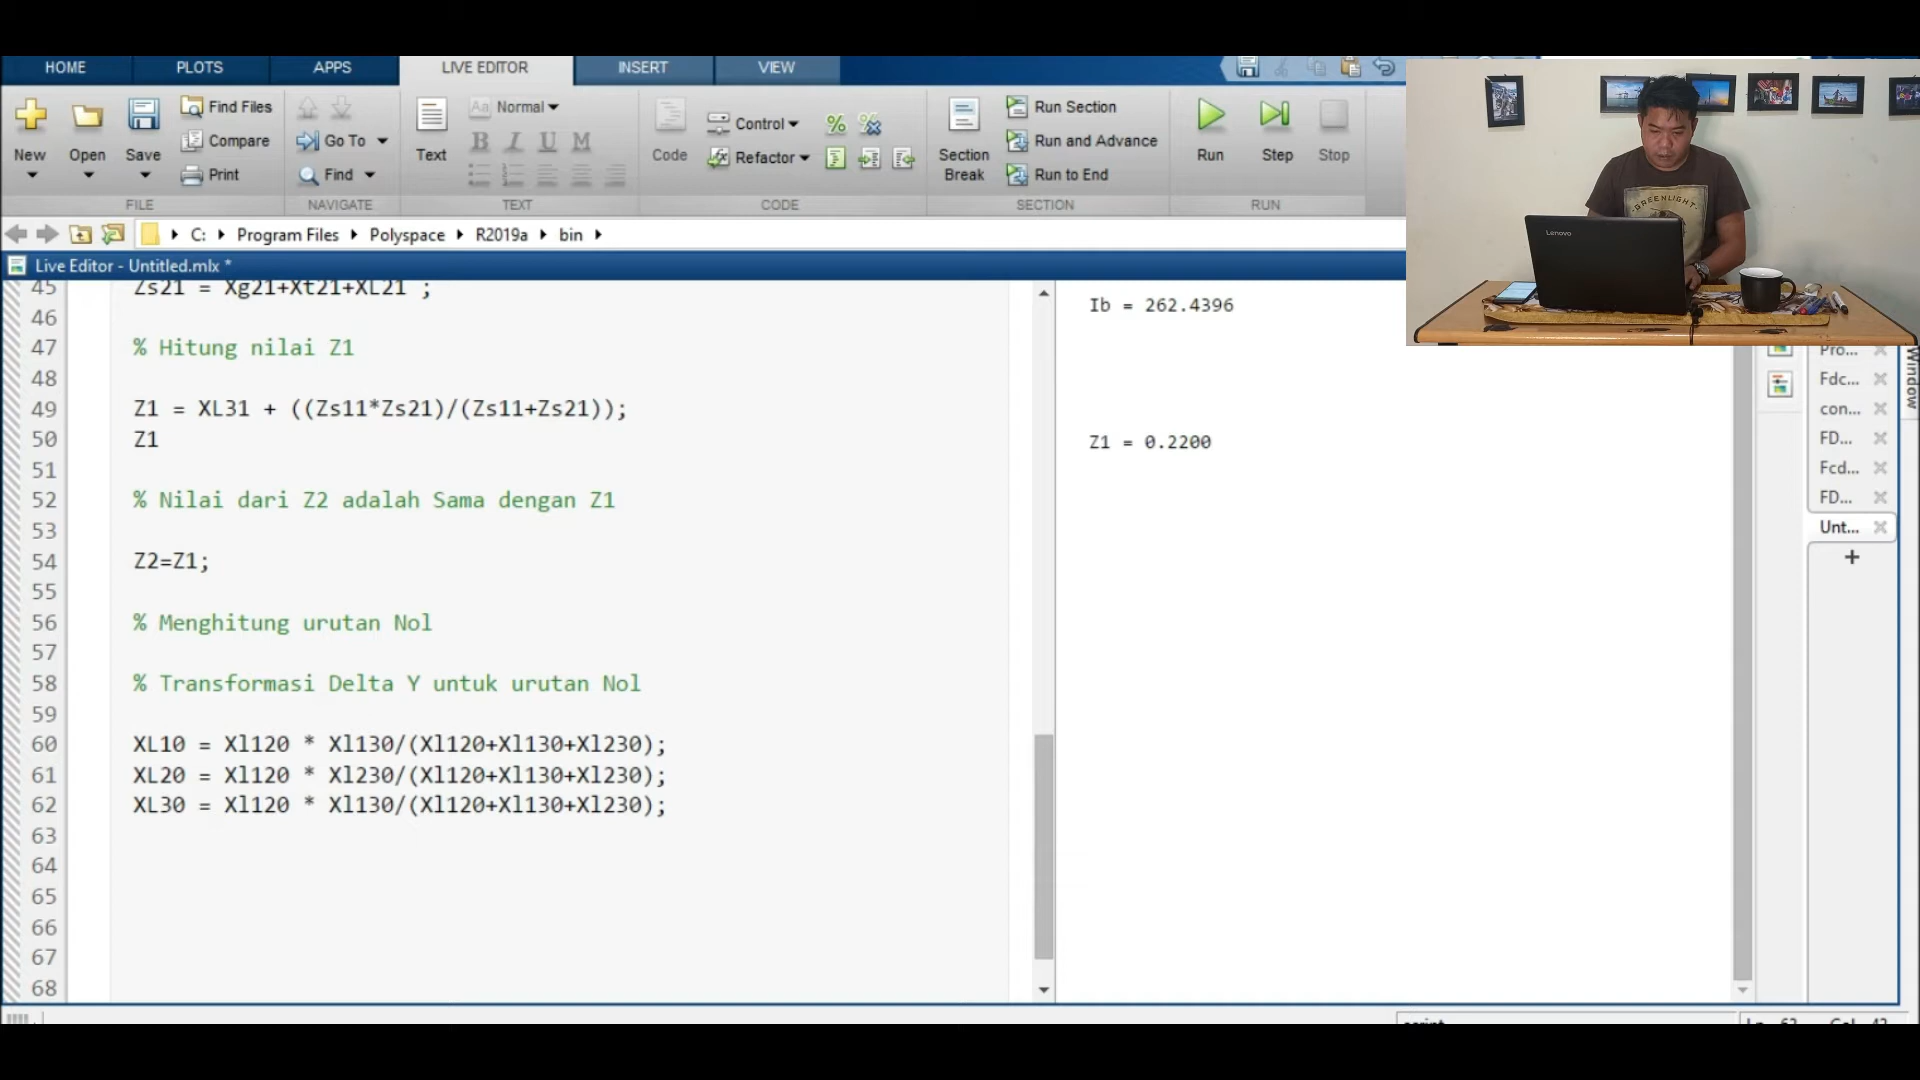 HOME PLOTS APPS LIVE EDITOR INSERT VIEW
New Open Save Find Files Compare Print
FILE
Go To Find
NAVIGATE
Text Aa Normal B I U M
TEXT
Code Control Refactor
CODE
Section Break Run Section Run and Advance Run to End
SECTION
Run Step Stop
RUN
C: Program Files Polyspace R2019a bin
Live Editor - Untitled.mlx *
45 Zs21 = Xg21+Xt21+XL21 ;
46
47 % Hitung nilai Z1
48
49 Z1 = XL31 + ((Zs11*Zs21)/(Zs11+Zs21));
50 Z1
51
52 % Nilai dari Z2 adalah Sama dengan Z1
53
54 Z2=Z1;
55
56 % Menghitung urutan Nol
57
58 % Transformasi Delta Y untuk urutan Nol
59
60 XL10 = Xl120 * Xl130/(Xl120+Xl130+Xl230);
61 XL20 = Xl120 * Xl230/(Xl120+Xl130+Xl230);
62 XL30 = Xl120 * Xl130/(Xl120+Xl130+Xl230);
63
64
65
66
67
68
Ib = 262.4396
Z1 = 0.2200
Pro...
Fdc...
con...
FD...
Fcd...
FD...
Unt...
+
Window
Lenovo
GREENLIGHT